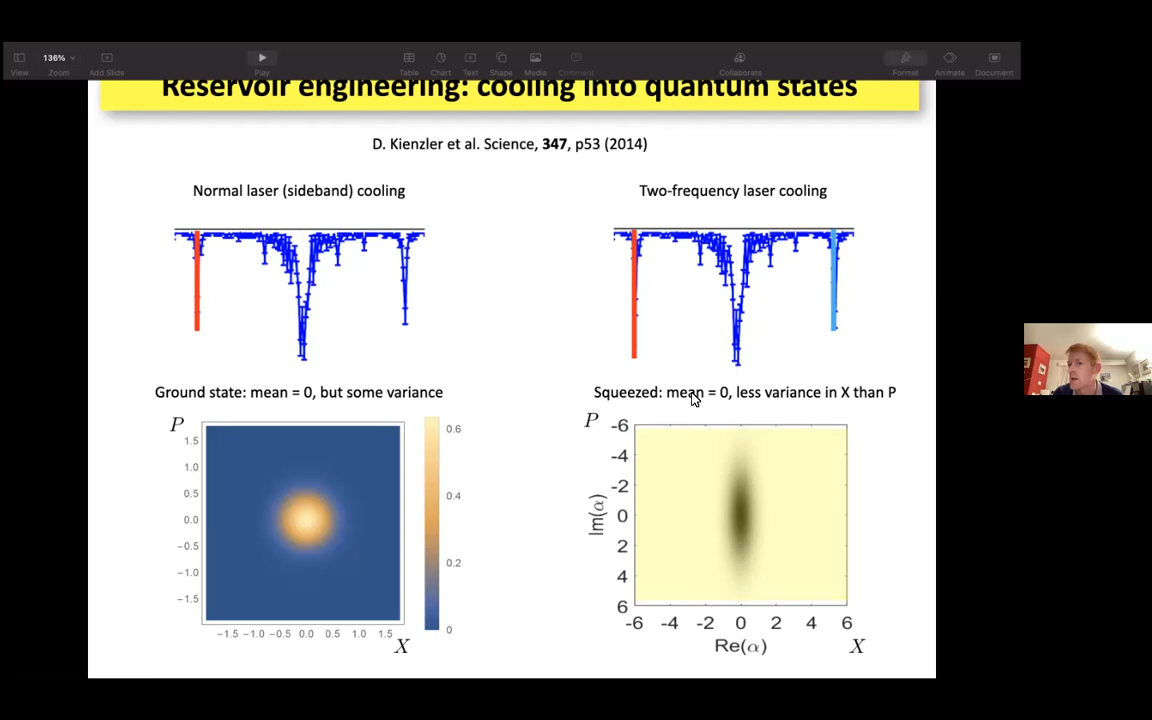 136%
View
Zoom
Add Slide
Play
Table
Chart
Text
Shape
Media
Comment
Collaborate
Format
Animate
Document
Reservoir engineering: cooling into quantum states
D. Kienzler et al. Science, 347, p53 (2014)
Normal laser (sideband) cooling
Two-frequency laser cooling
Ground state: mean = 0, but some variance
Squeezed: mean = 0, less variance in X than P
P
1.5
1.0
0.5
0.0
−0.5
−1.0
−1.5
−1.5 −1.0 −0.5 0.0 0.5 1.0 1.5
X
0.6
0.4
0.2
0
P
-6
-4
-2
0
2
4
6
Im(α)
-6 -4 -2 0 2 4 6
Re(α)
X